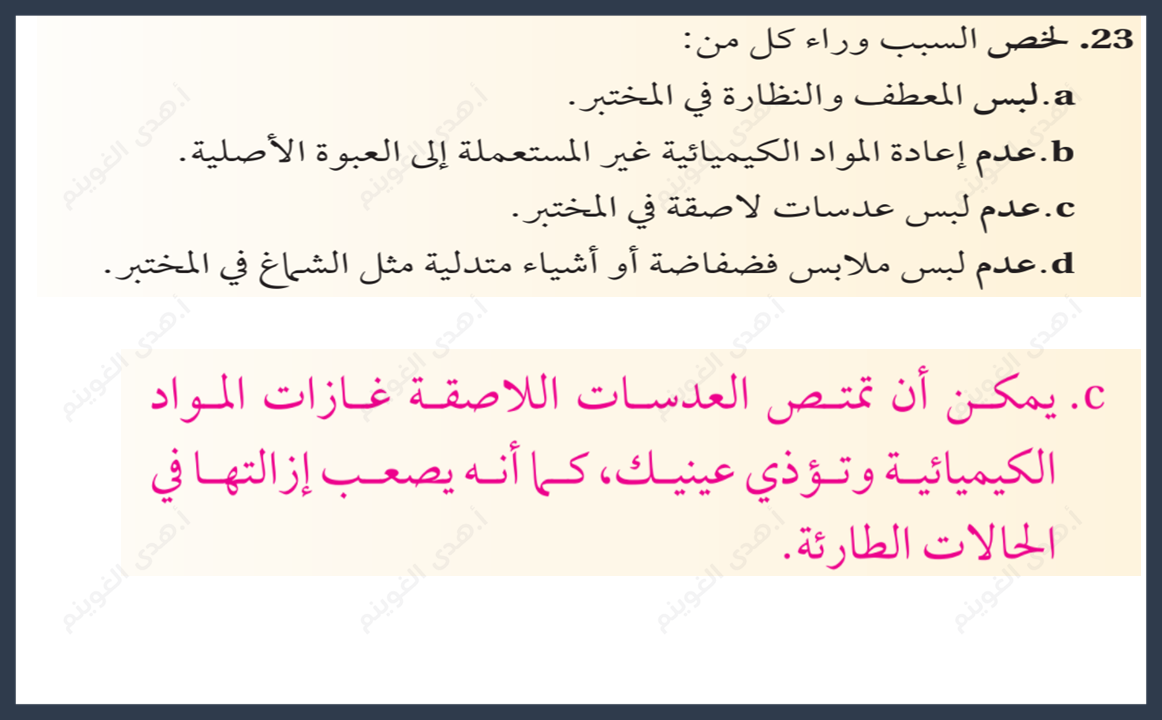 23. لخص السبب وراء كل من:
a. لبس المعطف والنظارة في المختبر.
b. عدم إعادة المواد الكيميائية غير المستعملة إلى العبوة الأصلية.
c. عدم لبس عدسات لاصقة في المختبر.
d. عدم لبس ملابس فضفاضة أو أشياء متدلية مثل الشماغ في المختبر.
c. يمكن أن تمتص العدسات اللاصقة غازات المواد
الكيميائية وتؤذي عينيك، كما أنه يصعب إزالتها في
الحالات الطارئة.